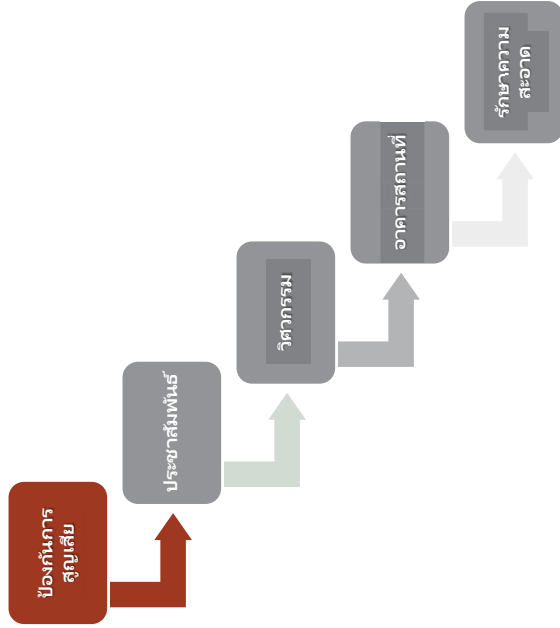 ป้องกันการ
สูญเสีย
ประชาสัมพันธ์
วิศวกรรม
อาคารสถานที่
รักษาความ
สะอาด